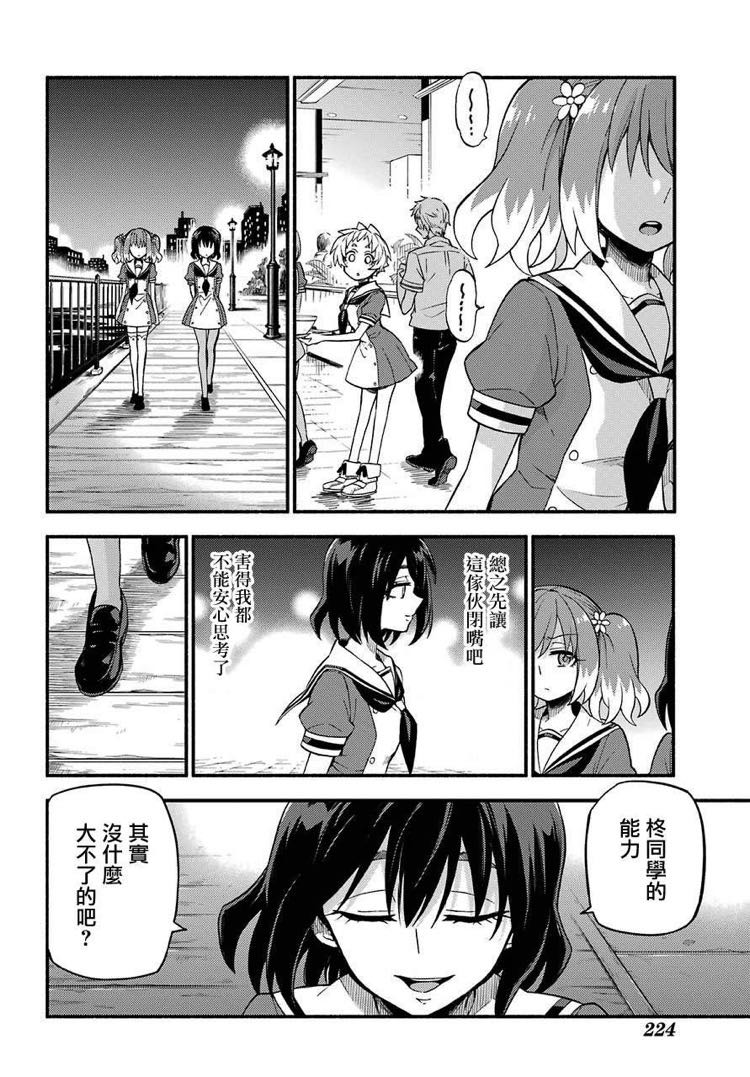 總之先讓
這傢伙閉嘴吧
害得我都
不能安心思考了
柊同學的
能力
其實
沒什麼
大不了的吧？
224